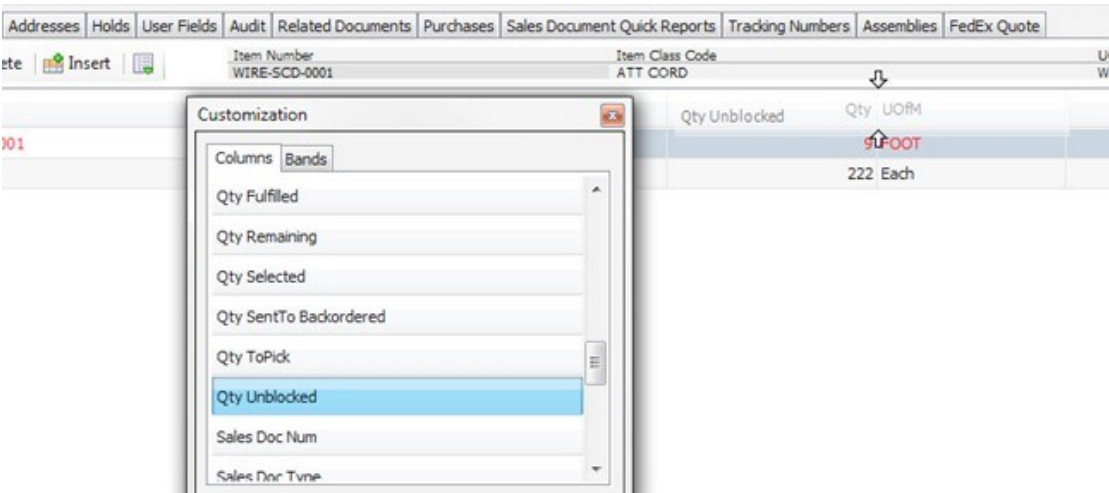 Addresses Holds User Fields Audit Related Documents Purchases Sales Document Quick Reports Tracking Numbers Assemblies FedEx Quote
ete Insert Item Number Item Class Code U
WIRE-SCD-0001 ATT CORD W
Customization Qty Unblocked Qty UOfM
001 9 FOOT
Columns Bands
222 Each
Qty Fulfilled
Qty Remaining
Qty Selected
Qty SentTo Backordered
Qty ToPick
Qty Unblocked
Sales Doc Num
Sales Doc Type